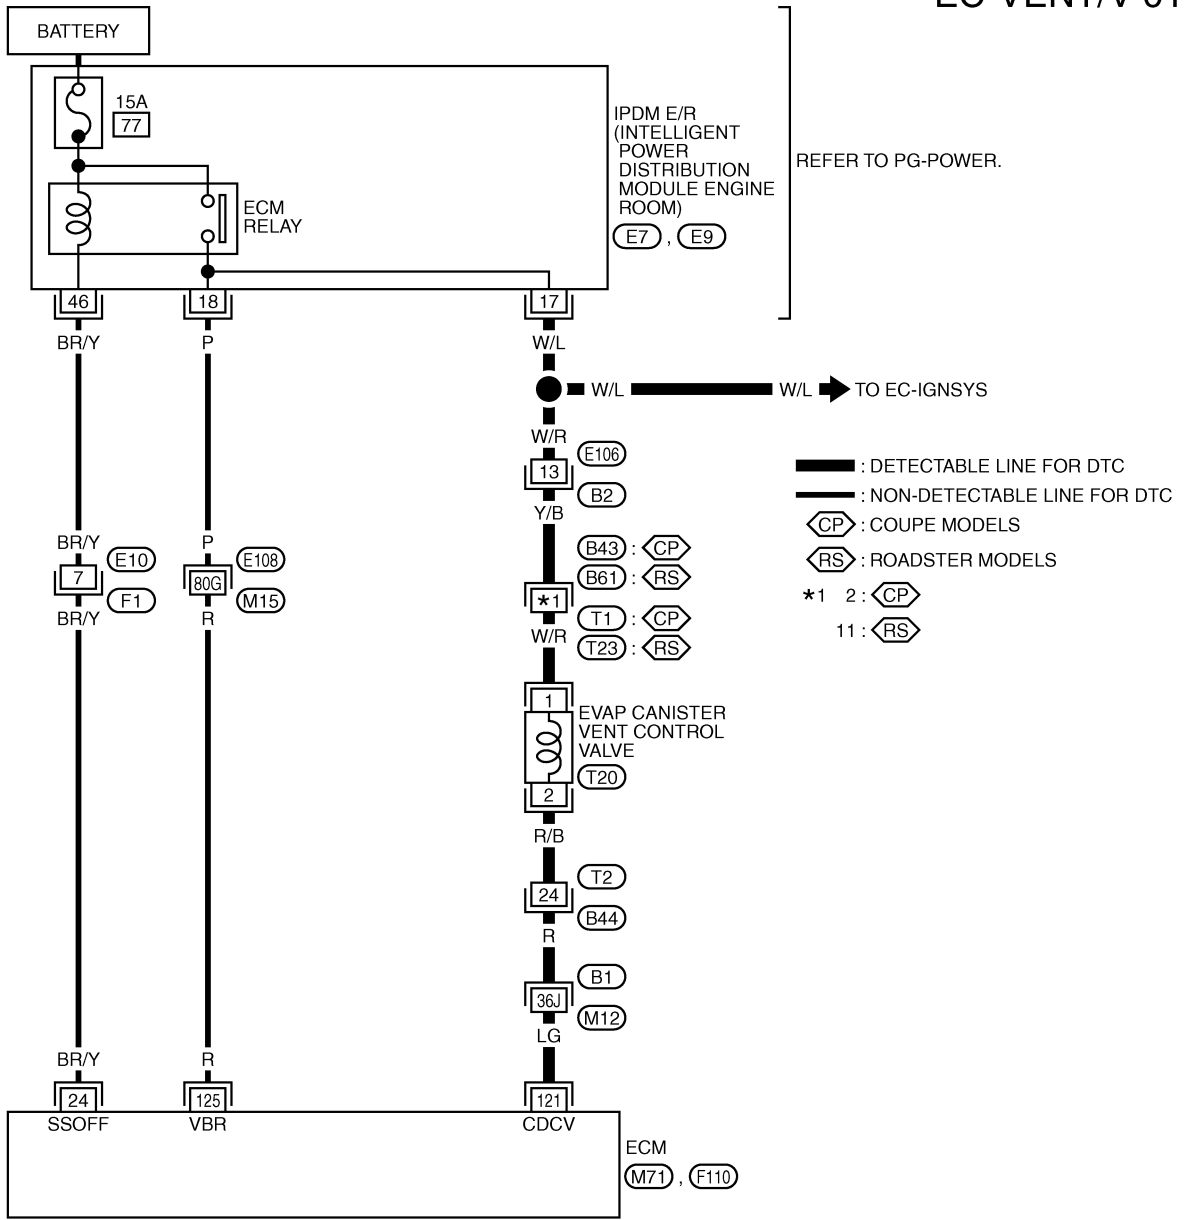 BATTERY
15A
77
IPDM E/R
(INTELLIGENT
POWER
DISTRIBUTION
MODULE ENGINE
ROOM)
E7 , E9
REFER TO PG-POWER.
ECM
RELAY
46 18 17
BR/Y P W/L
W/L W/L TO EC-IGNSYS
W/R
13
E106
B2
Y/B
: DETECTABLE LINE FOR DTC
: NON-DETECTABLE LINE FOR DTC
CP : COUPE MODELS
RS : ROADSTER MODELS
*1 2 : CP
11 : RS
BR/Y P
7
E10
F1
80G
E108
M15
BR/Y R
B43 : CP
B61 : RS
*1
T1 : CP
T23 : RS
W/R
1
EVAP CANISTER
VENT CONTROL
VALVE
T20
2
R/B
24
T2
B44
R
36J
B1
M12
LG
BR/Y R
24 125 121
SSOFF VBR CDCV
ECM
M71 , F110